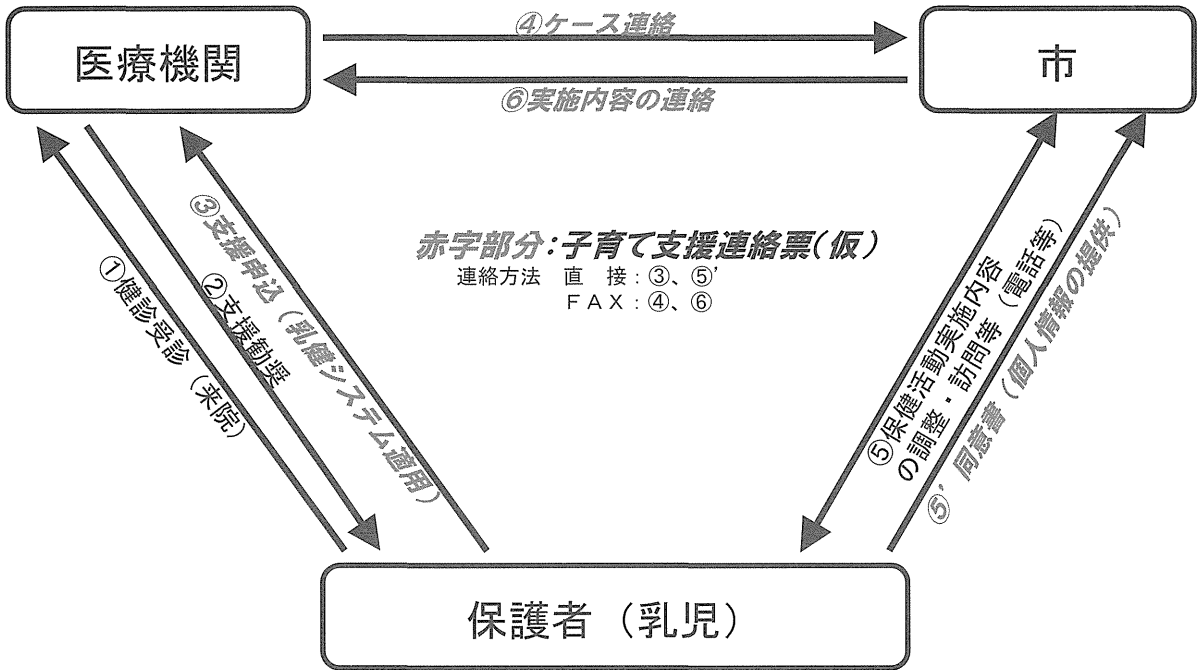 ④ケース連絡
医療機関
市
⑥実施内容の連絡
赤字部分：子育て支援連絡票（仮）
連絡方法　直　接：③、⑤’
ＦＡＸ：④、⑥
①健診受診（来院）
②支援勧奨
③支援申込（乳健システム適用）
⑤保健活動実施内容
の調整・訪問等（電話等）
⑤’同意書（個人情報の提供）
保護者（乳児）